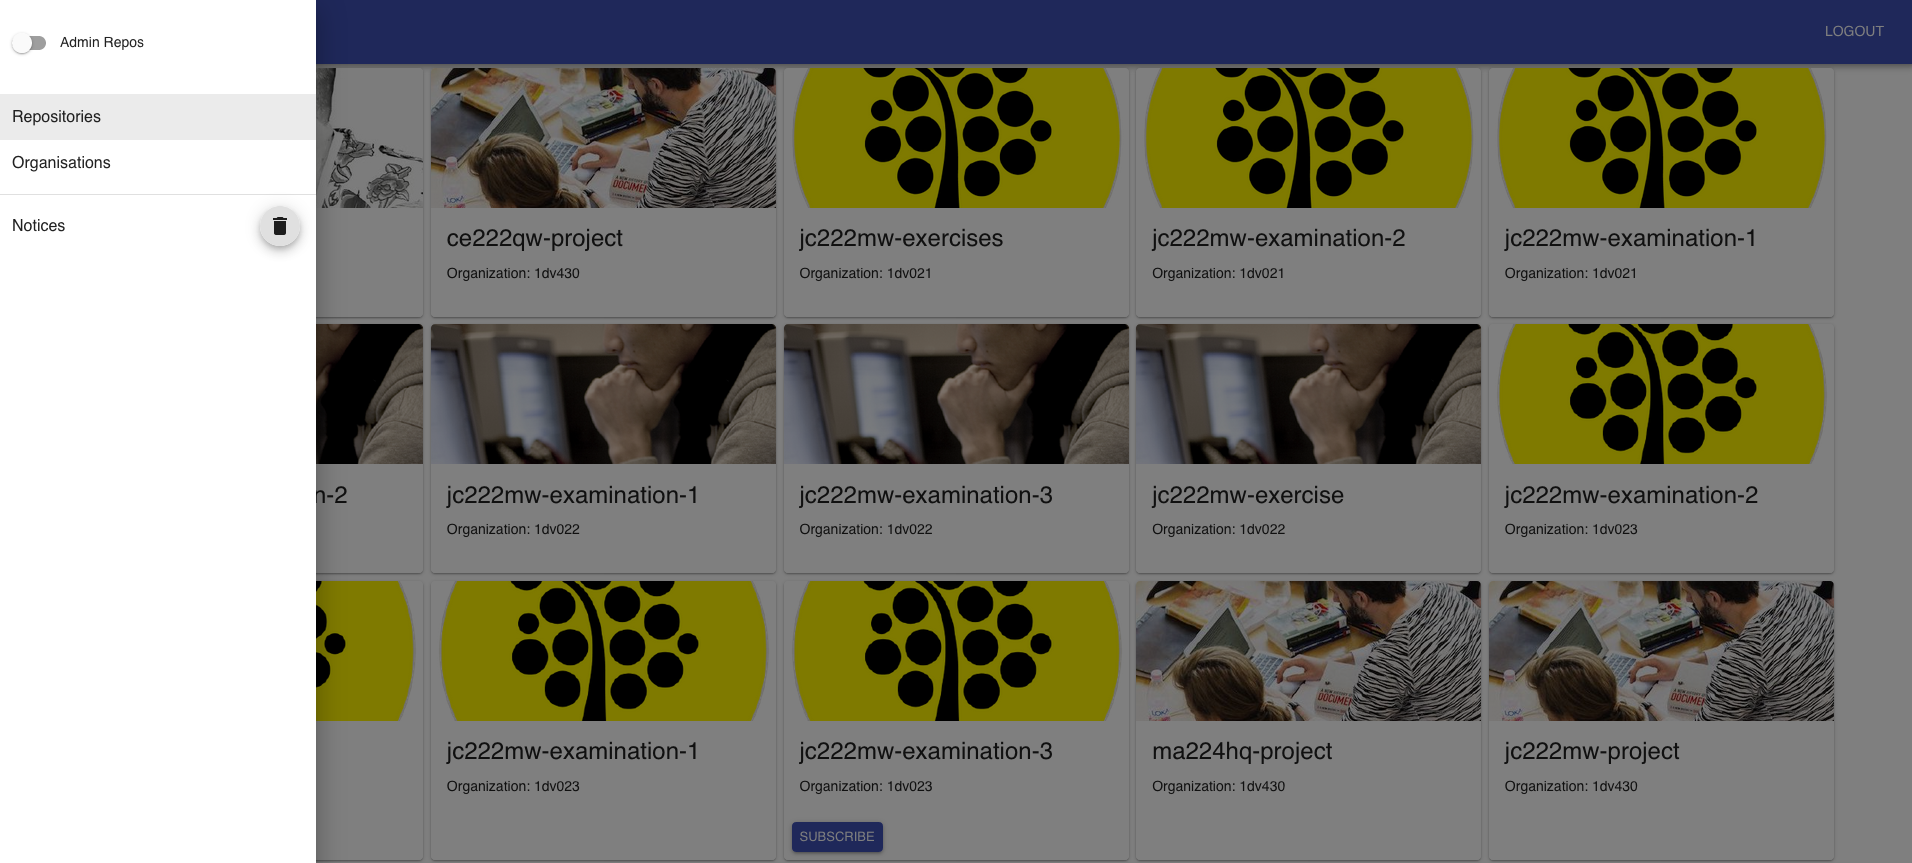 Admin Repos
LOGOUT
Repositories
Organisations
Notices
ce222qw-project
jc222mw-exercises
jc222mw-examination-2
jc222mw-examination-1
Organization: 1dv430
Organization: 1dv021
Organization: 1dv021
Organization: 1dv021
n-2
jc222mw-examination-1
jc222mw-examination-3
jc222mw-exercise
jc222mw-examination-2
Organization: 1dv022
Organization: 1dv022
Organization: 1dv022
Organization: 1dv023
jc222mw-examination-1
jc222mw-examination-3
ma224hq-project
jc222mw-project
Organization: 1dv023
Organization: 1dv023
Organization: 1dv430
Organization: 1dv430
SUBSCRIBE